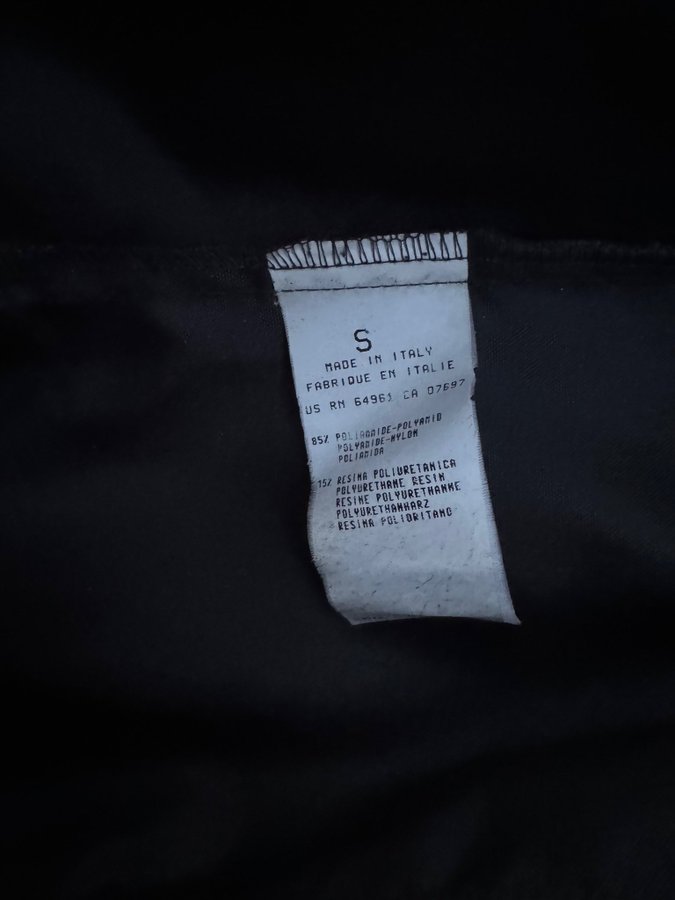 S
MADE IN ITALY
FABRIQUE EN ITALIE
US RN 64961 CA 07697
85% POLIAMMIDE-POLYAMID
POLYAMIDE-NYLON
POLIAMIDA
15% RESINA POLIURETANICA
POLYURETHANE RESIN
RESINE POLYURETHANNE
POLYURETHANHARZ
RESINA POLIORITANO